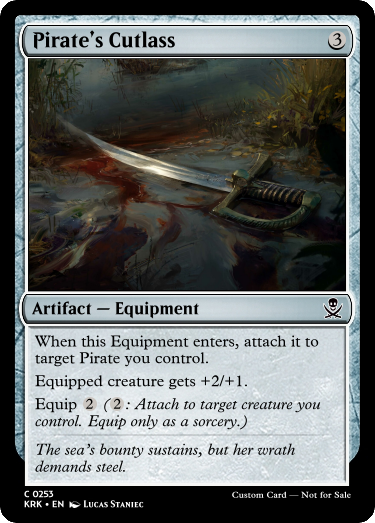 Pirate's Cutlass 3
Artifact — Equipment
When this Equipment enters, attach it to
target Pirate you control.
Equipped creature gets +2/+1.
Equip 2 (2: Attach to target creature you
control. Equip only as a sorcery.)
The sea's bounty sustains, but her wrath
demands steel.
C 0253
KRK • EN Lucas Staniec
Custom Card — Not for Sale